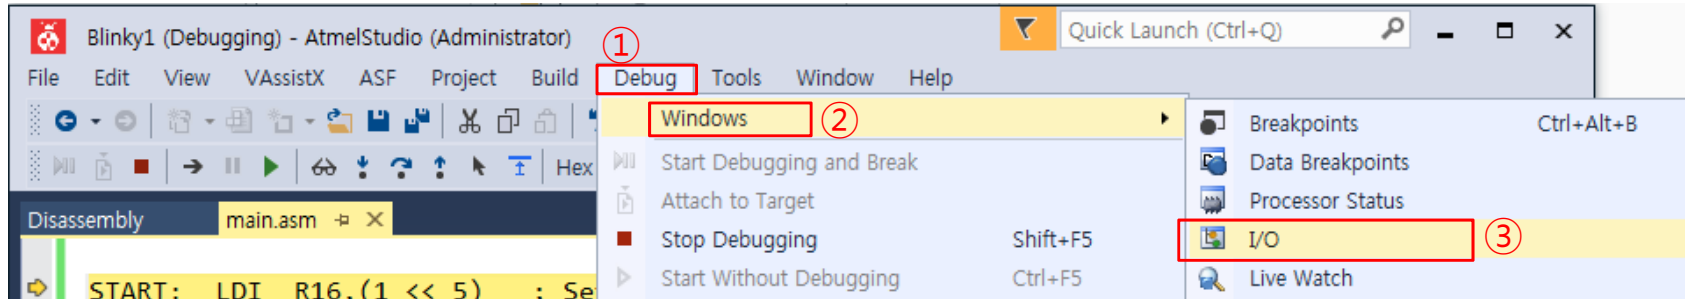 Blinky1 (Debugging) - AtmelStudio (Administrator)
Quick Launch (Ctrl+Q)
①
File Edit View VAssistX ASF Project Build Debug Tools Window Help
Windows ②
Breakpoints Ctrl+Alt+B
Hex
Start Debugging and Break
Data Breakpoints
Attach to Target
Processor Status
Disassembly main.asm
Stop Debugging Shift+F5
I/O ③
START: LDI R16,(1 << 5) ; Se
Start Without Debugging Ctrl+F5
Live Watch